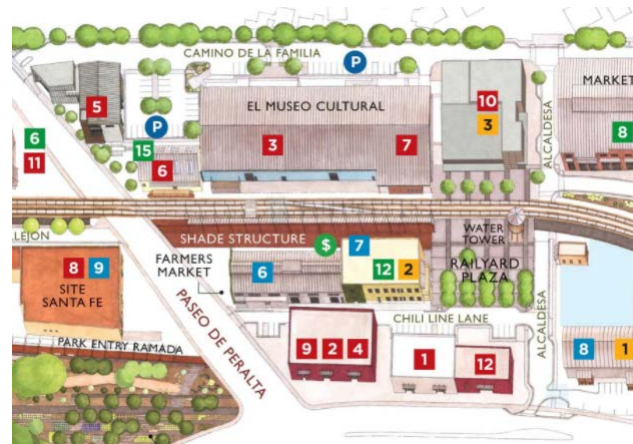 CAMINO DE LA FAMILIA
P
5
EL MUSEO CULTURAL
10
3
MARKET
P
ALCALDESA
8
6
11
15
6
3
7
LEJON
SHADE STRUCTURE
$
7
WATER
TOWER
8 9
SITE
SANTA FE
FARMERS
MARKET
6
12 2
RAILYARD
PLAZA
PASEO DE PERALTA
CHILI LINE LANE
ALCALDESA
PARK ENTRY RAMADA
9 2 4
1
12
8
1